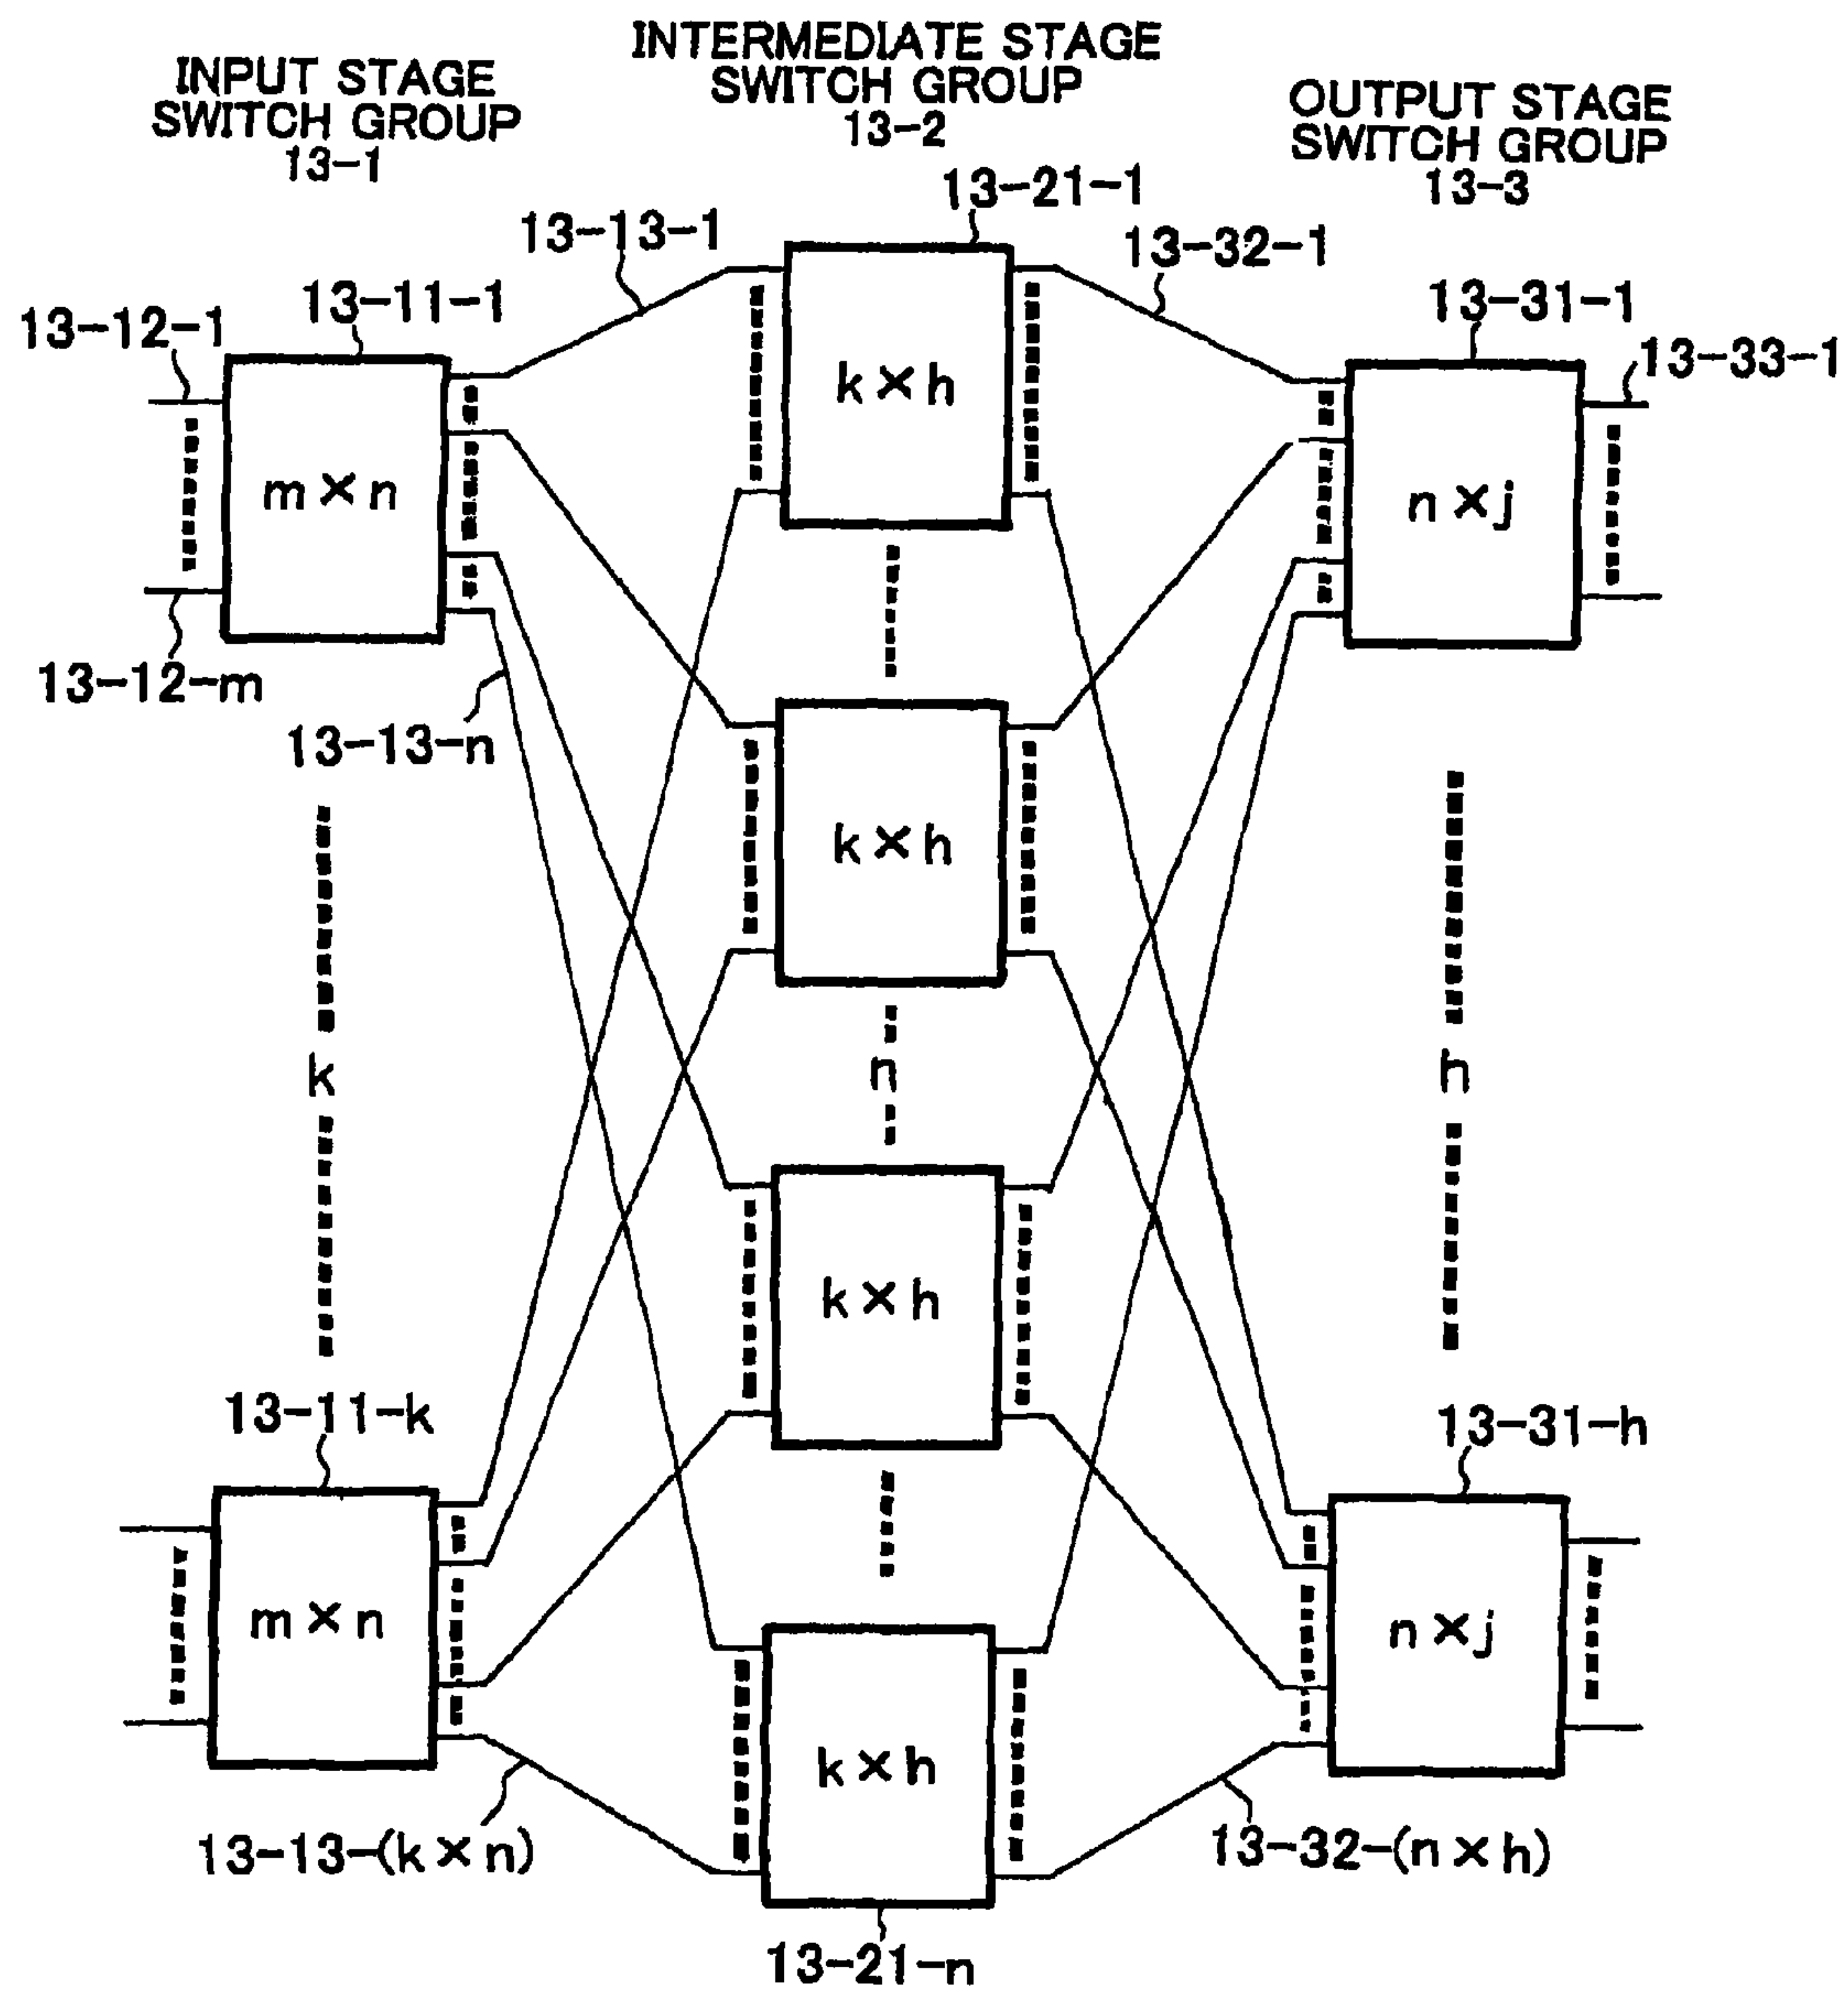 INTERMEDIATE STAGE
SWITCH GROUP
13-2
INPUT STAGE
SWITCH GROUP
13-1
OUTPUT STAGE
SWITCH GROUP
13-3
13-21-1
13-13-1
13-32-1
13-12-1
13-11-1
13-31-1
13-33-1
k×h
m×n
n×j
13-12-m
13-13-n
k×h
k
n
h
k×h
13-11-k
13-31-h
m×n
n×j
k×h
13-13-(k×n)
13-32-(n×h)
13-21-n